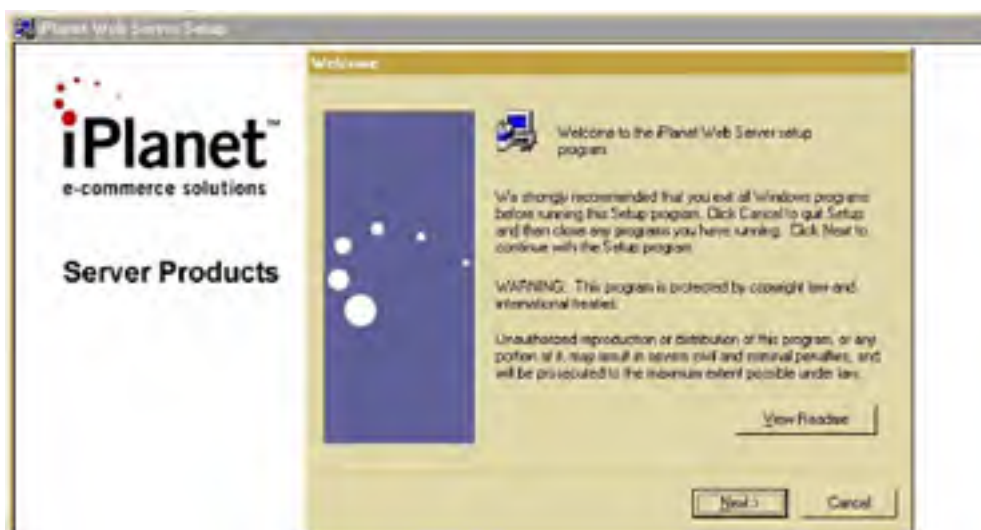 iPlanet Web Server Setup
Welcome
iPlanet™
e-commerce solutions
Server Products
Welcome to the iPlanet Web Server setup
program.
We strongly recommended that you exit all Windows programs
before running this Setup program. Click Cancel to quit Setup
and then close any programs you have running. Click Next to
continue with the Setup program.
WARNING: This program is protected by copyright law and
international treaties.
Unauthorized reproduction or distribution of this program, or any
portion of it, may result in severe civil and criminal penalties, and
will be prosecuted to the maximum extent possible under law.
View Readme
Next >
Cancel